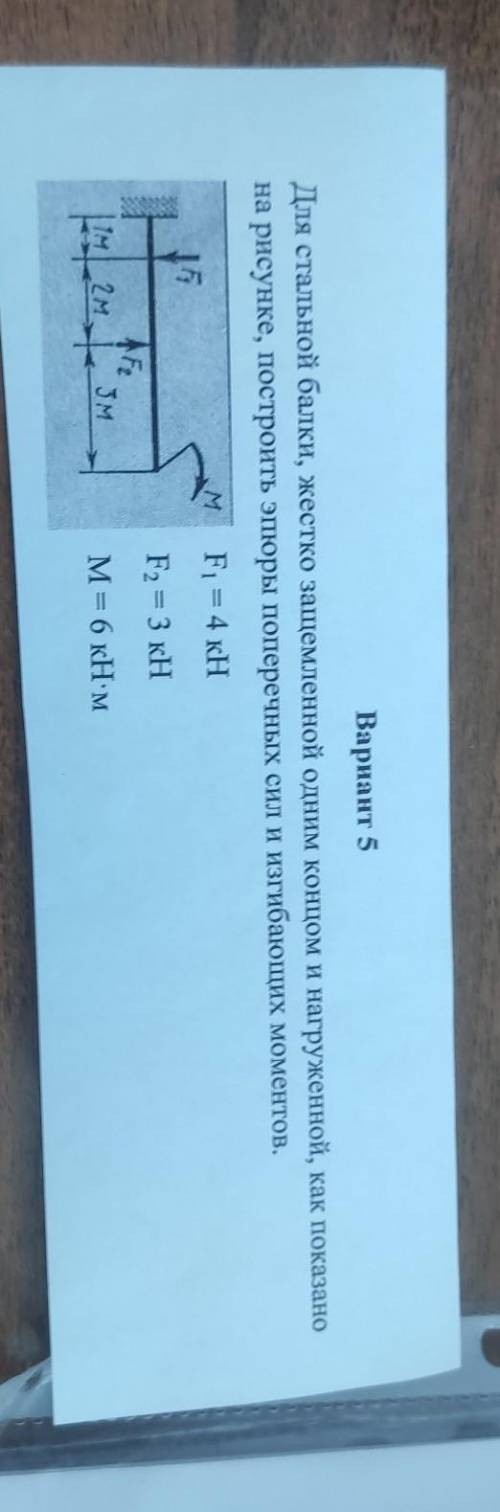 Вариант 5
Для стальной балки, жестко защемленной одним концом и нагруженной, как показано
на рисунке, построить эпюры поперечных сил и изгибающих моментов.
F₁
M
F₂
1м 2м 3м
F₁ = 4 кН
F₂ = 3 кН
M = 6 кН·м